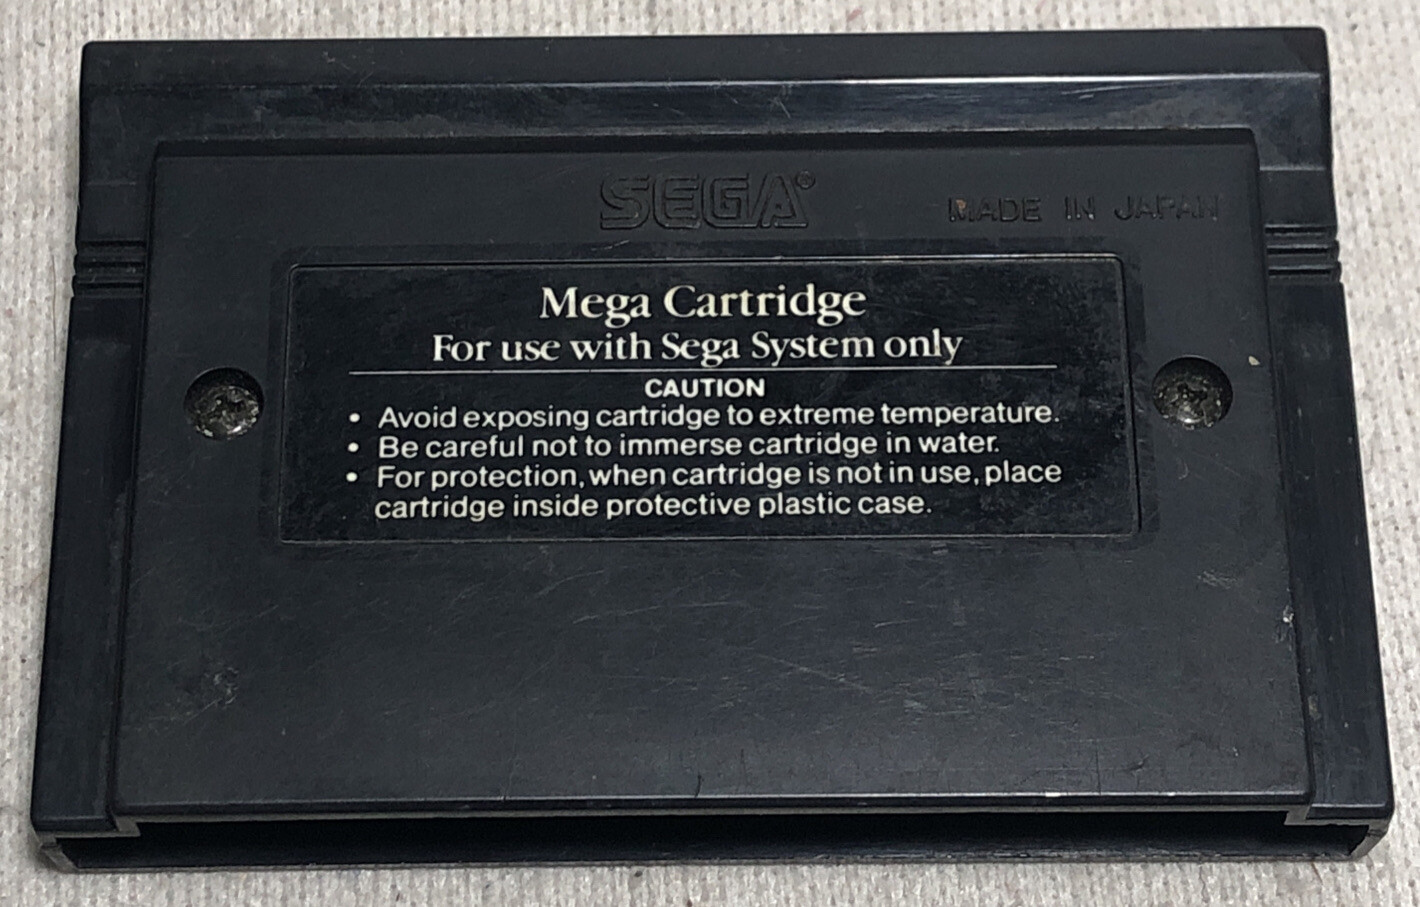 SEGA®
MADE IN JAPAN
Mega Cartridge
For use with Sega System only
CAUTION
• Avoid exposing cartridge to extreme temperature.
• Be careful not to immerse cartridge in water.
• For protection, when cartridge is not in use, place
cartridge inside protective plastic case.